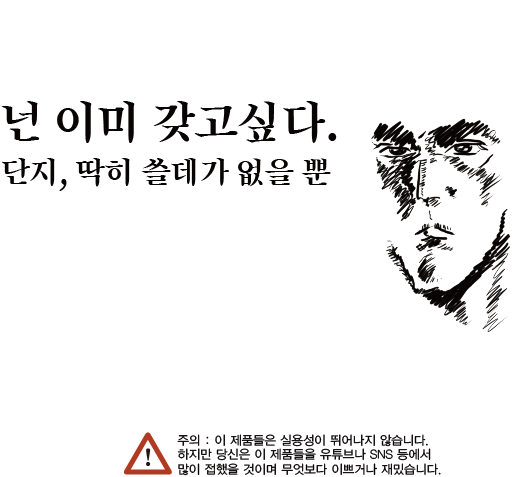 넌 이미 갖고싶다.
단지, 딱히 쓸데가 없을 뿐
주의 : 이 제품들은 실용성이 뛰어나지 않습니다.
하지만 당신은 이 제품들을 유튜브나 SNS 등에서
많이 접했을 것이며 무엇보다 이쁘거나 재밌습니다.